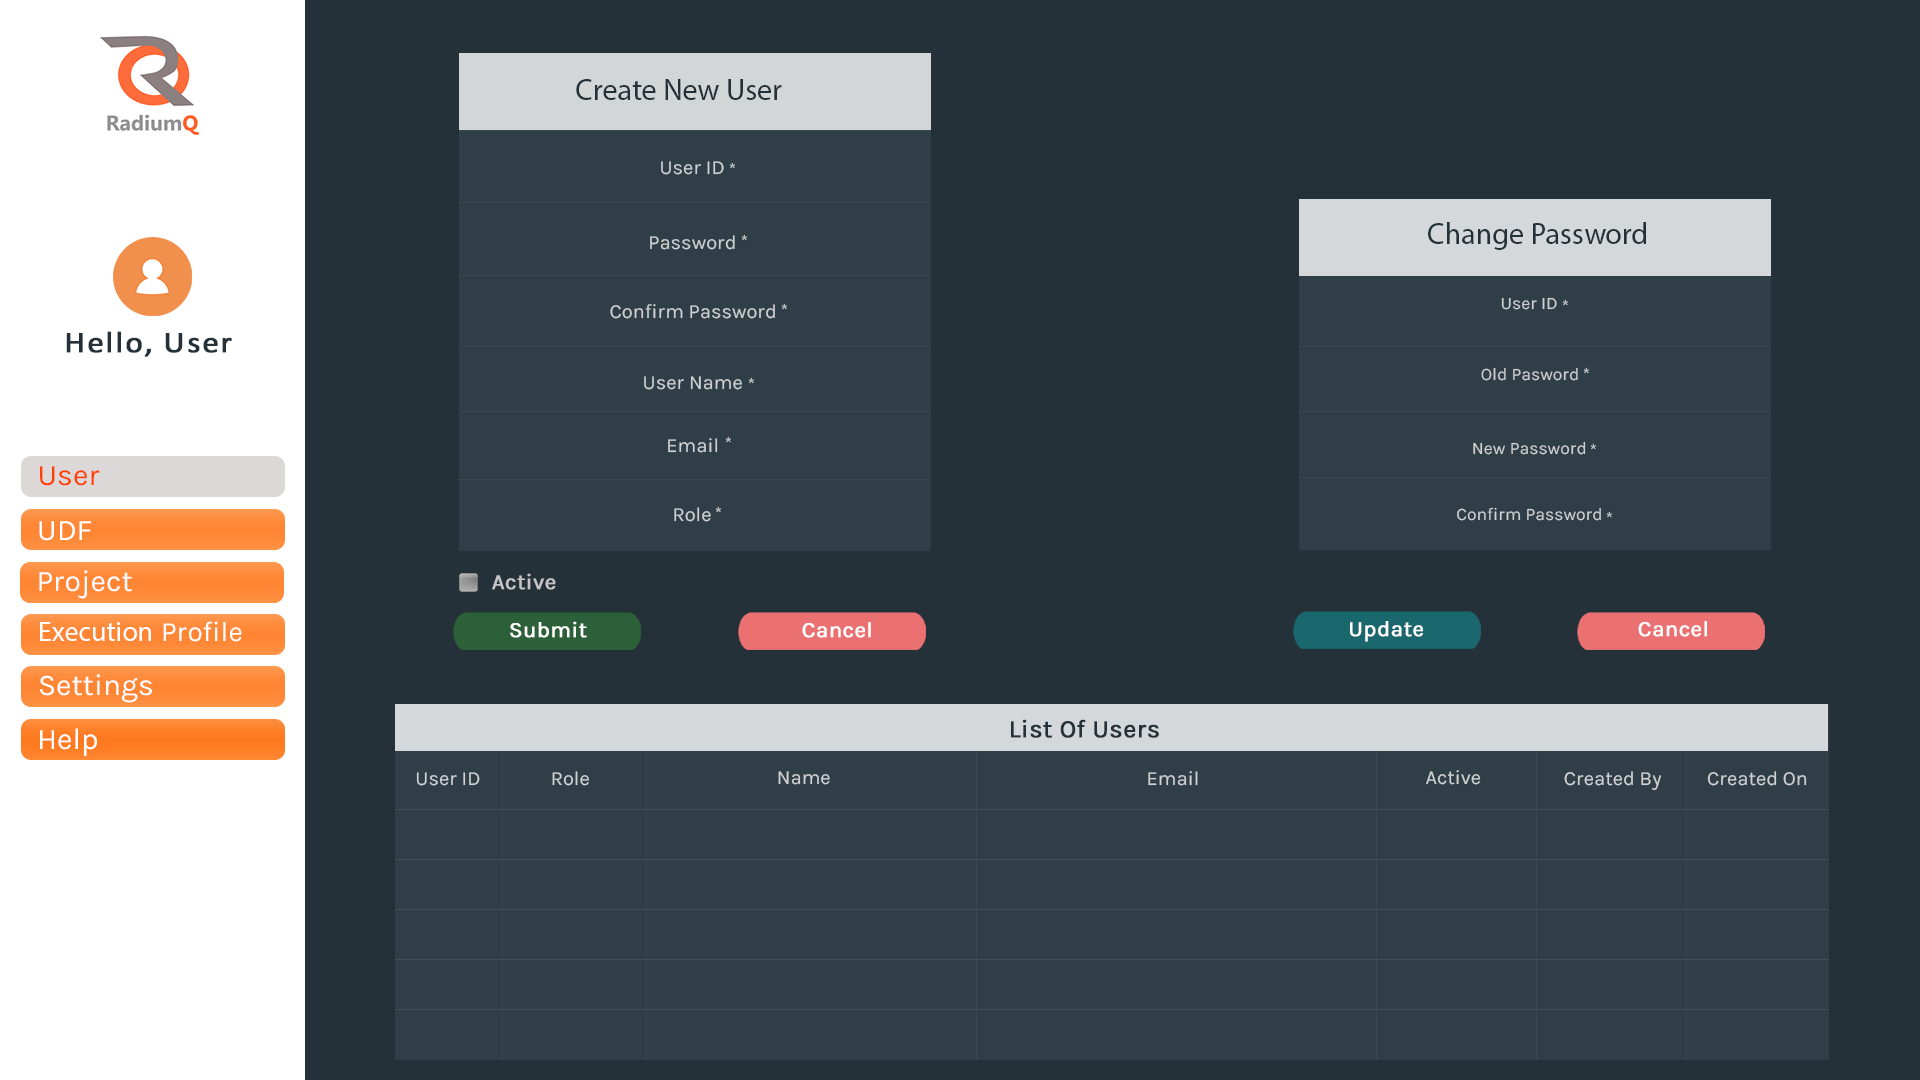 RadiumQ
Hello, User
User
UDF
Project
Execution Profile
Settings
Help
Create New User
User ID *
Password *
Confirm Password *
User Name *
Email *
Role *
Active
Submit
Cancel
Change Password
User ID *
Old Pasword *
New Password *
Confirm Password *
Update
Cancel
List Of Users
User ID Role Name Email Active Created By Created On